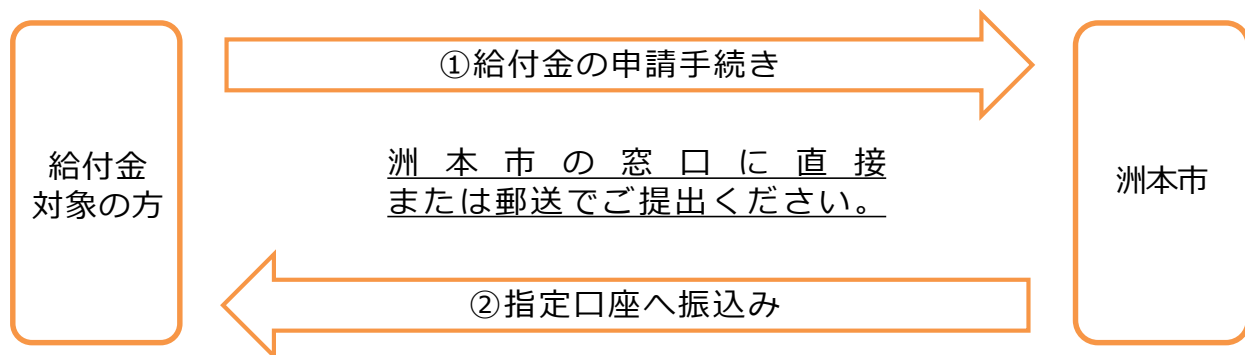 ①給付金の申請手続き
給付金
対象の方
洲本市の窓口に直接
または郵送でご提出ください。
洲本市
②指定口座へ振込み